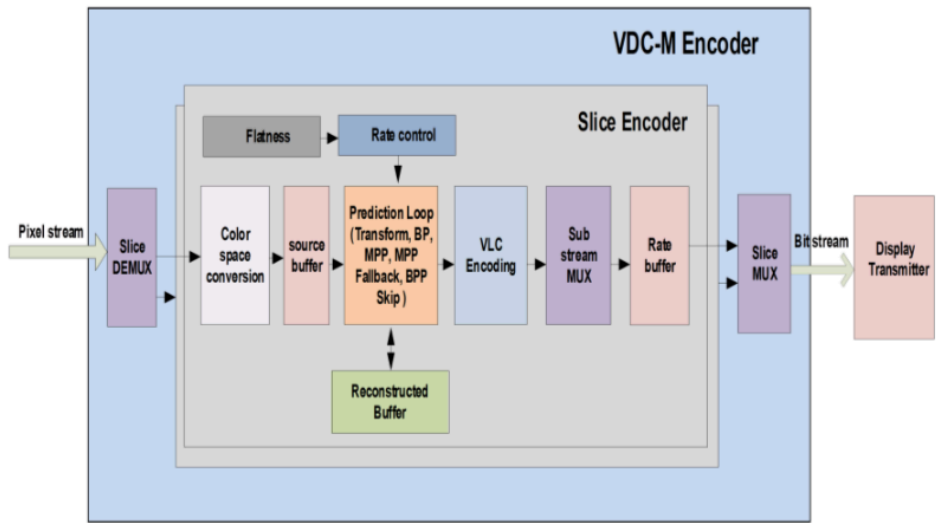 VDC-M Encoder
Slice Encoder
Flatness
Rate control
Pixel stream
Slice
DEMUX
Color
space
conversion
source
buffer
Prediction Loop
(Transform, BP,
MPP, MPP
Fallback, BPP
Skip )
VLC
Encoding
Sub
stream
MUX
Rate
buffer
Slice
MUX
Bit stream
Display
Transmitter
Reconstructed
Buffer